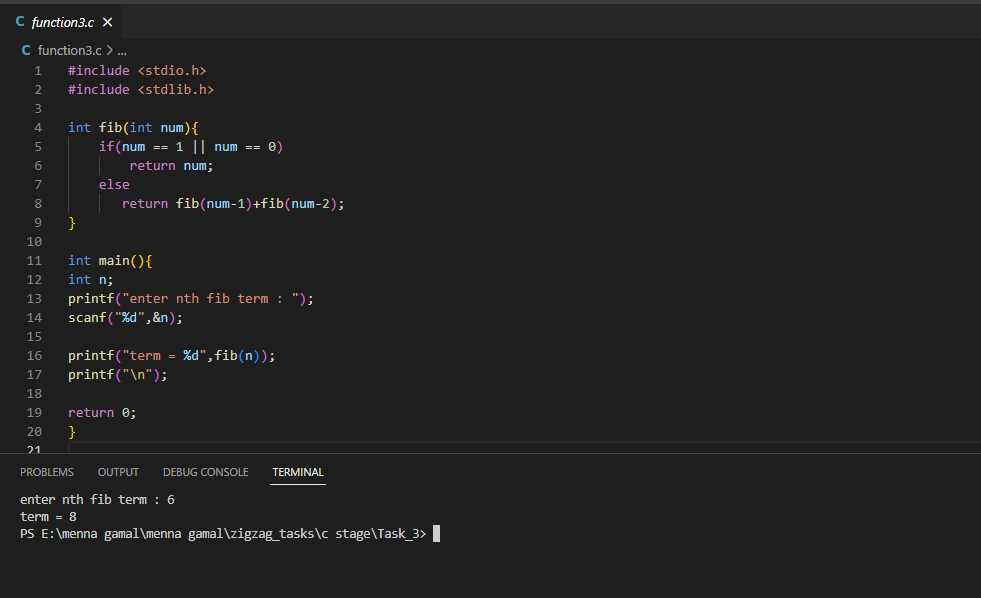 C function3.c ×
C function3.c > ...
1 #include <stdio.h>
2 #include <stdlib.h>
3
4 int fib(int num){
5     if(num == 1 || num == 0)
6         return num;
7     else
8        return fib(num-1)+fib(num-2);
9 }
10
11 int main(){
12 int n;
13 printf("enter nth fib term : ");
14 scanf("%d",&n);
15
16 printf("term = %d",fib(n));
17 printf("\n");
18
19 return 0;
20 }
21
PROBLEMS OUTPUT DEBUG CONSOLE TERMINAL
enter nth fib term : 6
term = 8
PS E:\menna gamal\menna gamal\zigzag_tasks\c stage\Task_3>